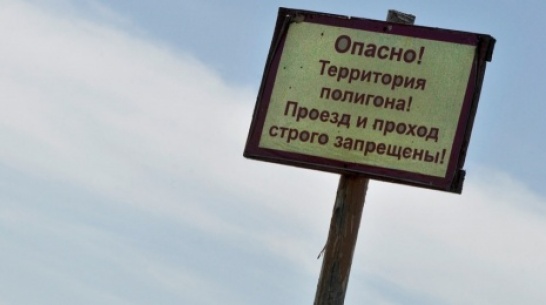 Опасно!
Территория
полигона!
Проезд и проход
строго запрещены!